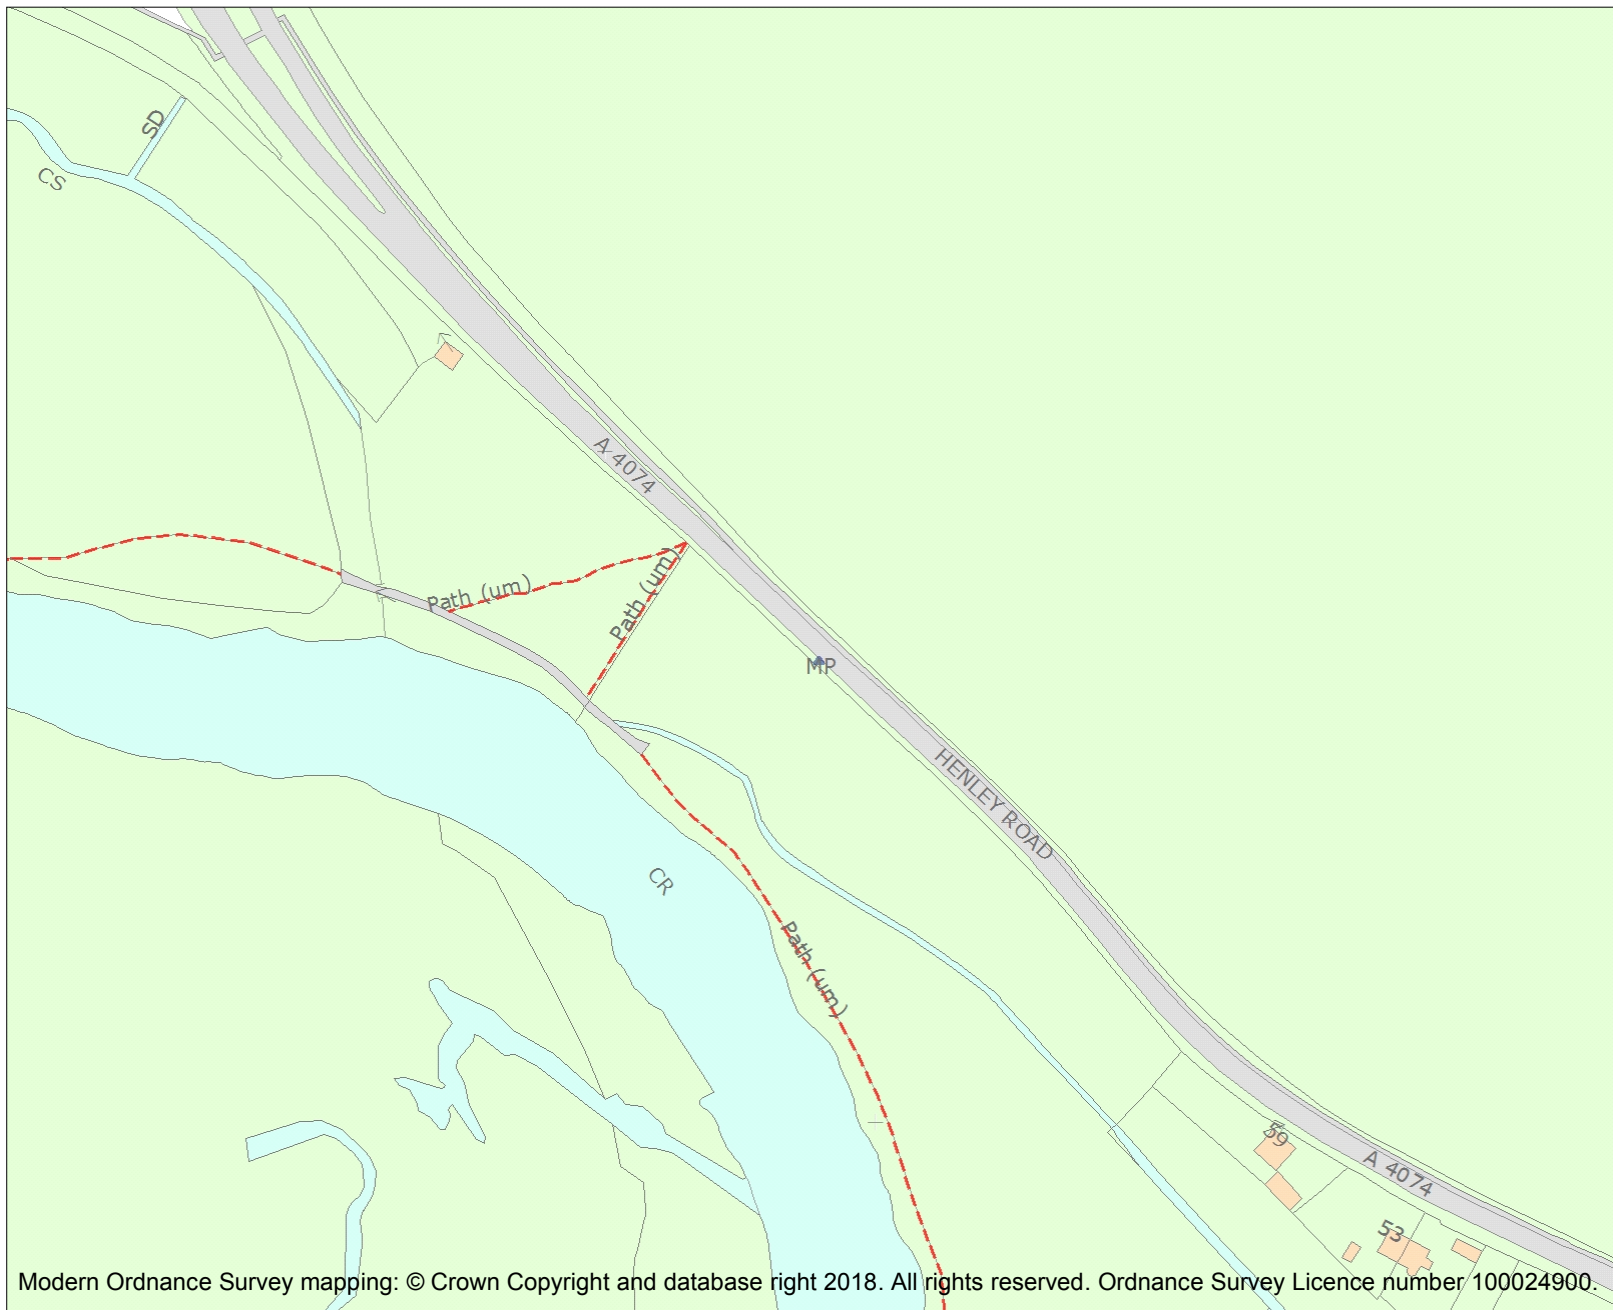 SD
CS
A 4074
Path (um)
Path (um)
MP
HENLEY ROAD
CR
Path (um)
59
A 4074
53
Modern Ordnance Survey mapping: © Crown Copyright and database right 2018. All rights reserved. Ordnance Survey Licence number 100024900.